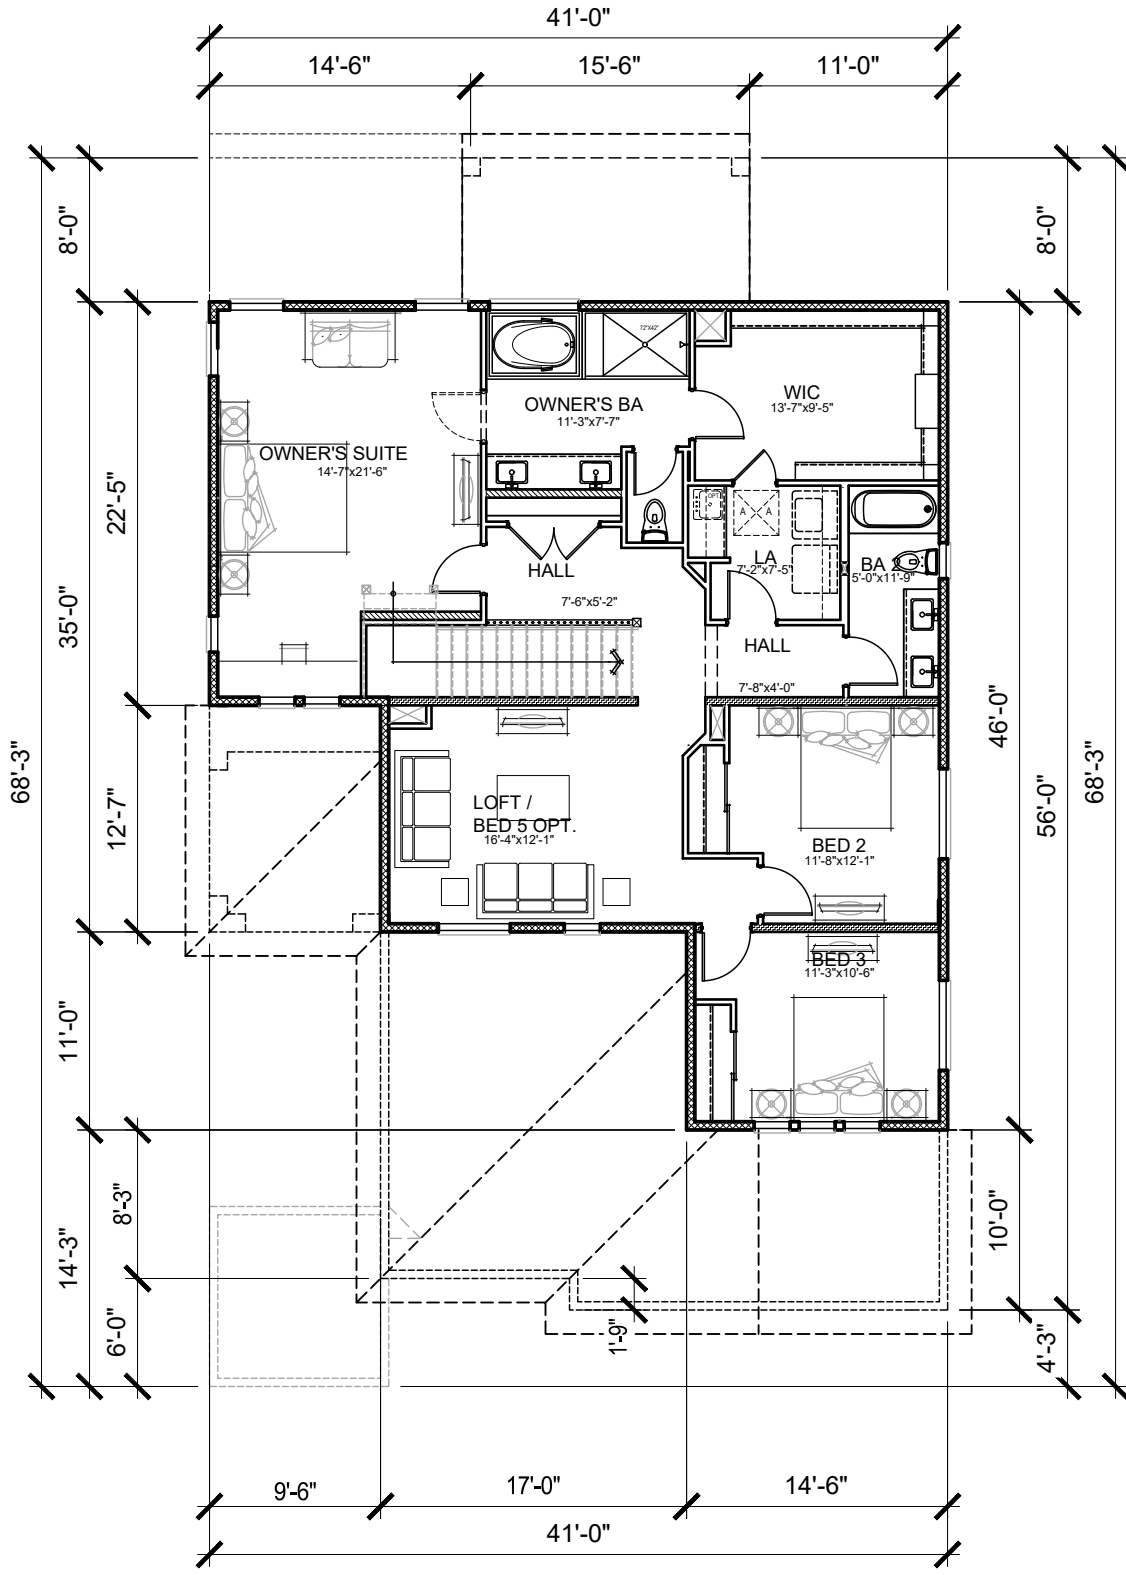 41'-0"
14'-6"
15'-6"
11'-0"
8'-0"
8'-0"
72"X42"
WIC
13'-7"x9'-5"
OWNER'S BA
11'-3"x7'-7"
OWNER'S SUITE
14'-7"x21'-6"
22'-5"
OPT.
A A
HALL
7'-6"x5'-2"
LA
7'-2"x7'-5"
BA 2
5'-0"x11'-9"
35'-0"
HALL
7'-8"x4'-0"
46'-0"
68'-3"
68'-3"
56'-0"
12'-7"
LOFT /
BED 5 OPT.
16'-4"x12'-1"
BED 2
11'-8"x12'-1"
BED 3
11'-3"x10'-6"
11'-0"
8'-3"
14'-3"
10'-0"
6'-0"
1'-9"
4'-3"
9'-6"
17'-0"
14'-6"
41'-0"